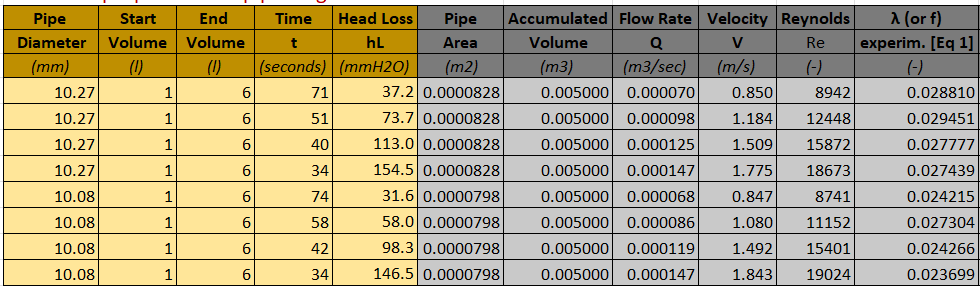 Pipe Start End Time Head Loss Pipe Accumulated Flow Rate Velocity Reynolds λ (or f)
Diameter Volume Volume t hL Area Volume Q V Re experim. [Eq 1]
(mm) (l) (l) (seconds) (mmH2O) (m2) (m3) (m3/sec) (m/s) (-) (-)
10.27 1 6 71 37.2 0.0000828 0.005000 0.000070 0.850 8942 0.028810
10.27 1 6 51 73.7 0.0000828 0.005000 0.000098 1.184 12448 0.029451
10.27 1 6 40 113.0 0.0000828 0.005000 0.000125 1.509 15872 0.027777
10.27 1 6 34 154.5 0.0000828 0.005000 0.000147 1.775 18673 0.027439
10.08 1 6 74 31.6 0.0000798 0.005000 0.000068 0.847 8741 0.024215
10.08 1 6 58 58.0 0.0000798 0.005000 0.000086 1.080 11152 0.027304
10.08 1 6 42 98.3 0.0000798 0.005000 0.000119 1.492 15401 0.024266
10.08 1 6 34 146.5 0.0000798 0.005000 0.000147 1.843 19024 0.023699